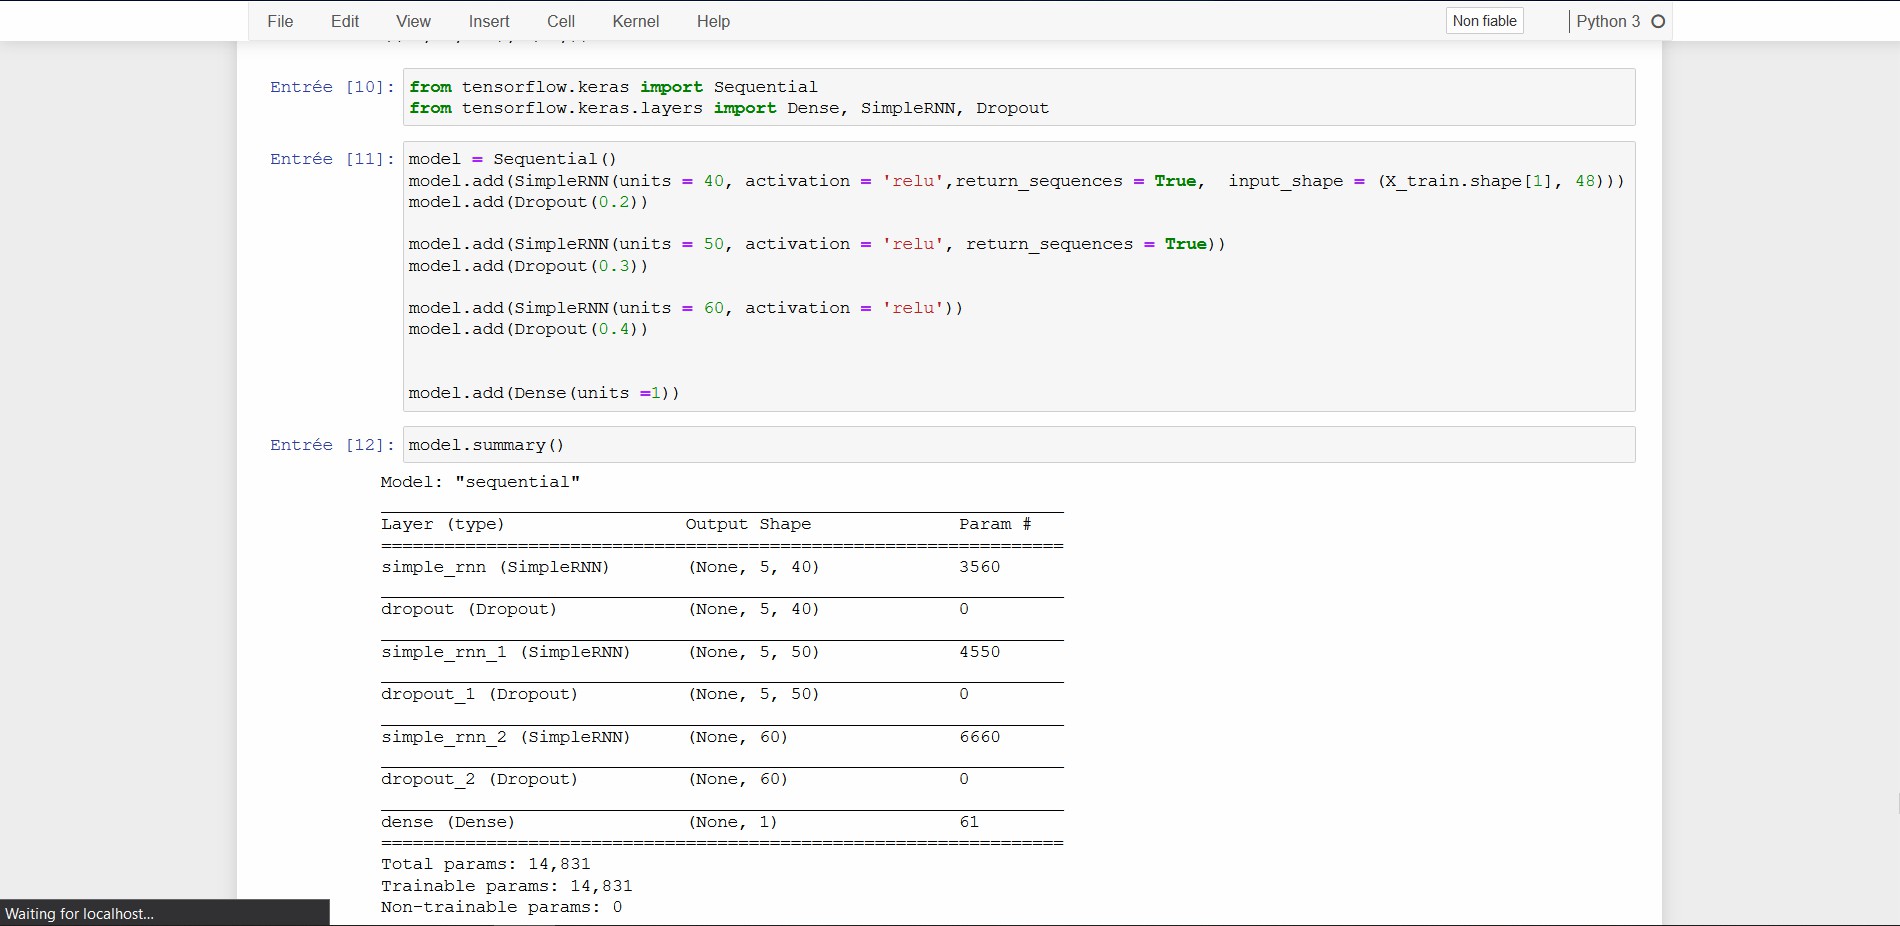 File Edit View Insert Cell Kernel Help Non fiable Python 3
Entrée [10]: from tensorflow.keras import Sequential
from tensorflow.keras.layers import Dense, SimpleRNN, Dropout
Entrée [11]: model = Sequential()
model.add(SimpleRNN(units = 40, activation = 'relu',return_sequences = True,  input_shape = (X_train.shape[1], 48)))
model.add(Dropout(0.2))
model.add(SimpleRNN(units = 50, activation = 'relu', return_sequences = True))
model.add(Dropout(0.3))
model.add(SimpleRNN(units = 60, activation = 'relu'))
model.add(Dropout(0.4))
model.add(Dense(units =1))
Entrée [12]: model.summary()
Model: "sequential"
Layer (type) Output Shape Param #
simple_rnn (SimpleRNN) (None, 5, 40) 3560
dropout (Dropout) (None, 5, 40) 0
simple_rnn_1 (SimpleRNN) (None, 5, 50) 4550
dropout_1 (Dropout) (None, 5, 50) 0
simple_rnn_2 (SimpleRNN) (None, 60) 6660
dropout_2 (Dropout) (None, 60) 0
dense (Dense) (None, 1) 61
Total params: 14,831
Trainable params: 14,831
Non-trainable params: 0
Waiting for localhost...